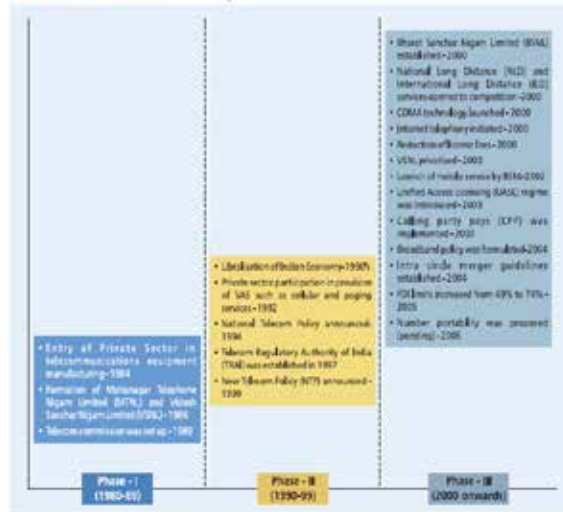 • Entry of Private Sector in
telecommunications equipment
manufacturing-1984
• Formation of Mahanagar Telephone
Nigam Limited (MTNL) and Videsh
Sanchar Nigam Limited (VSNL) - 1986
• Telecom commission was set up - 1989
Phase - I
(1980-89)
• Liberalisation of Indian Economy-1990's
• Private sector participation in provision
of VAS such as cellular and paging
services - 1992
• National Telecom Policy announced-
1994
• Telecom Regulatory Authority of India
(TRAI) was established in 1997
• New Telecom Policy (NTP) announced -
1999
Phase - II
(1990-99)
• Bharat Sanchar Nigam Limited (BSNL)
established - 2000
• National Long Distance (NLD) and
International Long Distance (ILD)
services opened to competition -2000
• CDMA technology launched - 2000
• Internet telephony initiated - 2000
• Reduction of licence fees - 2000
• VSNL privatised -
• Launch of mobile service by
• Unified Access Licensing (UASL) regime
was introduced - 2003
• Calling party pays (CPP) was
implemented - 2003
• Broadband policy was formulated-2004
• Intra circle merger guidelines
established - 2004
• FDI limits increased from 49% to 74% -
2005
• Number portability was proposed
(pending) - 2006
Phase - III
(2000 onwards)